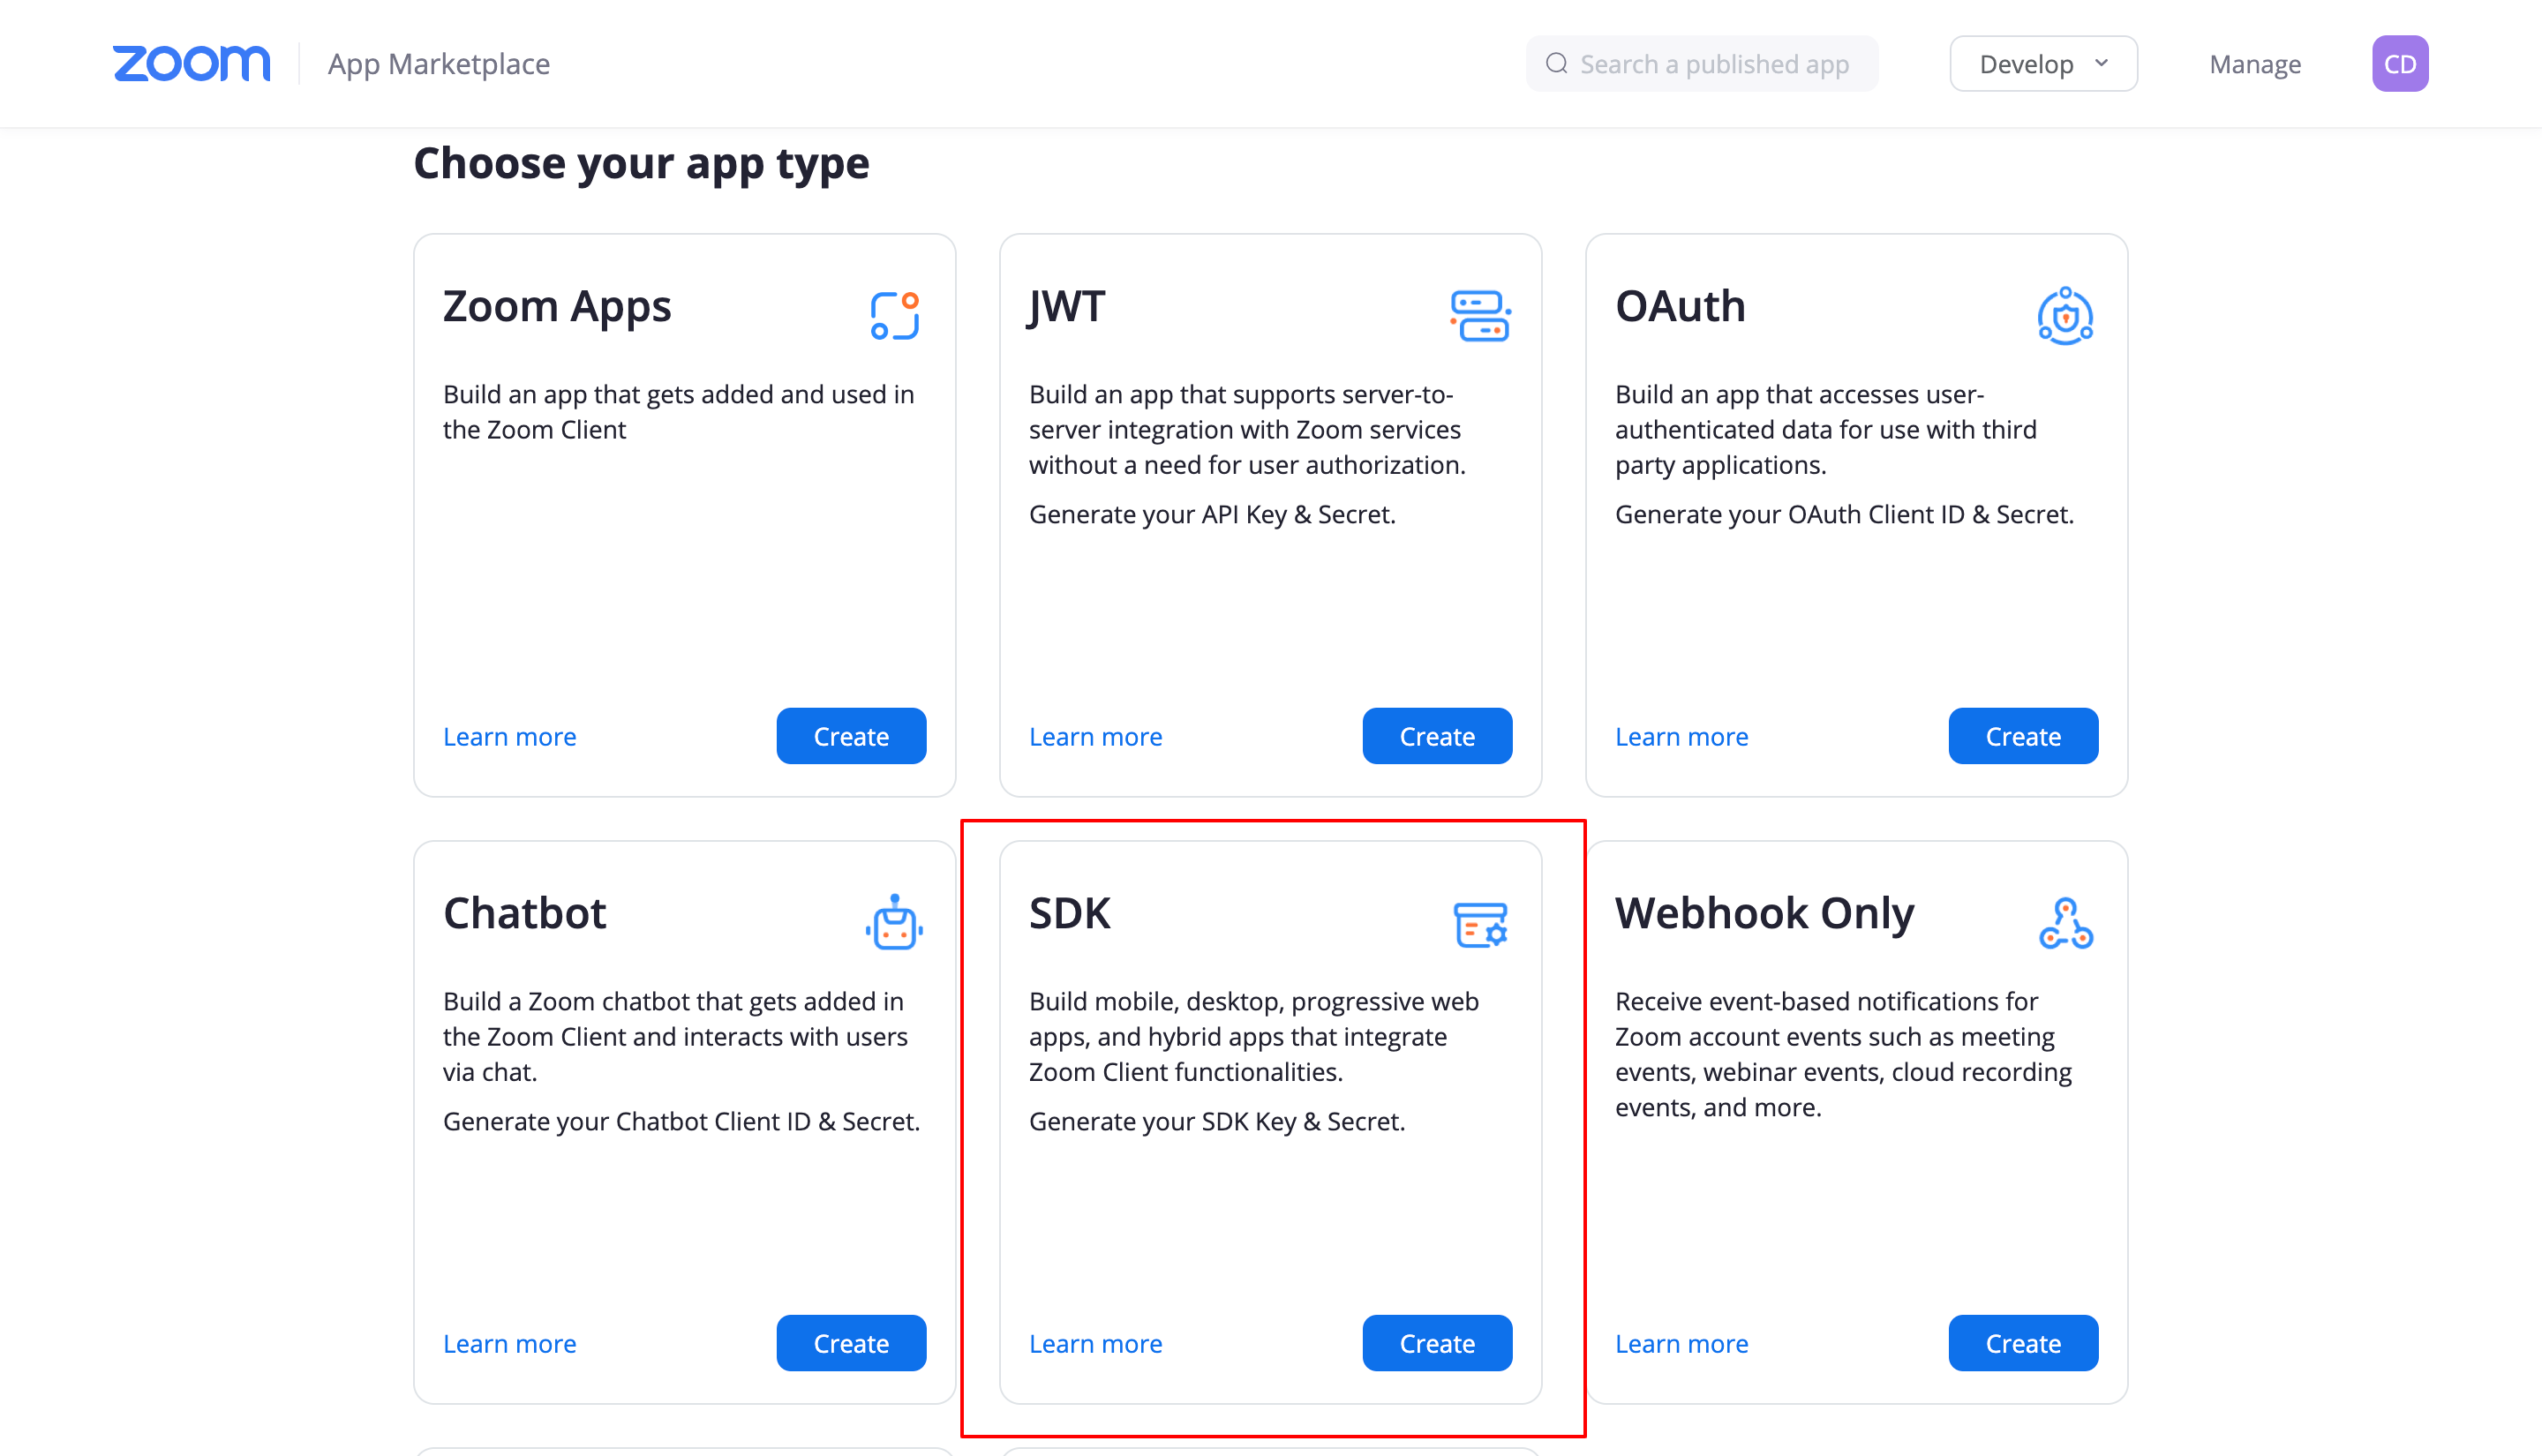 zoom
App Marketplace
Search a published app
Develop
Manage
CD
Choose your app type
Zoom Apps
Build an app that gets added and used in
the Zoom Client
Learn more
Create
JWT
Build an app that supports server-to-
server integration with Zoom services
without a need for user authorization.
Generate your API Key & Secret.
Learn more
Create
OAuth
Build an app that accesses user-
authenticated data for use with third
party applications.
Generate your OAuth Client ID & Secret.
Learn more
Create
Chatbot
Build a Zoom chatbot that gets added in
the Zoom Client and interacts with users
via chat.
Generate your Chatbot Client ID & Secret.
Learn more
Create
SDK
Build mobile, desktop, progressive web
apps, and hybrid apps that integrate
Zoom Client functionalities.
Generate your SDK Key & Secret.
Learn more
Create
Webhook Only
Receive event-based notifications for
Zoom account events such as meeting
events, webinar events, cloud recording
events, and more.
Learn more
Create